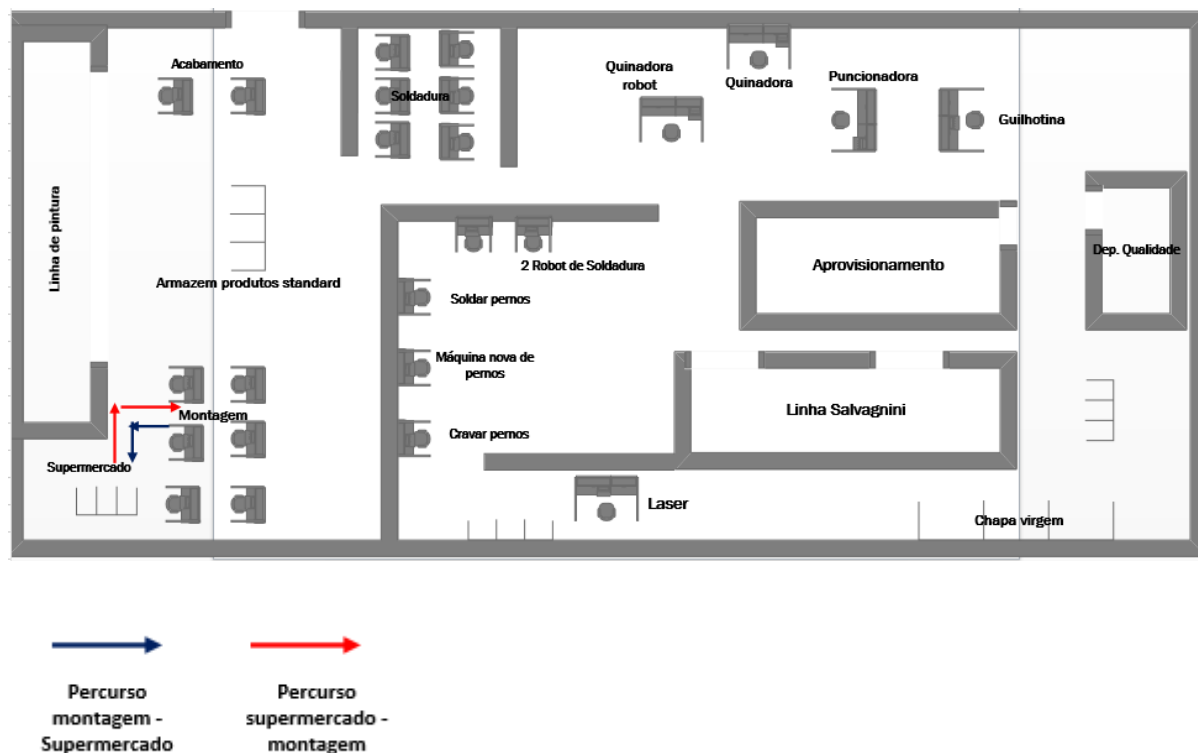 Acabamento
Soldadura
Quinadora
robot
Quinadora
Puncionadora
Guilhotina
Linha de pintura
Armazem produtos standard
2 Robot de Soldadura
Soldar pernos
Máquina nova de
pernos
Cravar pernos
Aprovisionamento
Dep. Qualidade
Linha Salvagnini
Montagem
Supermercado
Laser
Chapa virgem
Percurso
montagem -
Supermercado
Percurso
supermercado -
montagem